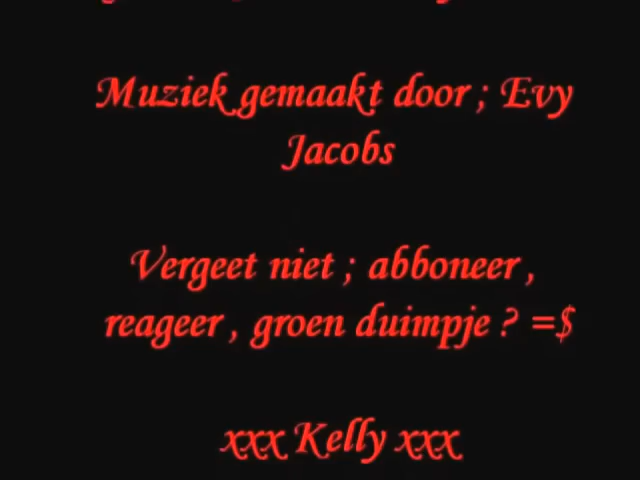 Muziek gemaakt door ; Evy
Jacobs
Vergeet niet ; abboneer ,
reageer , groen duimpje ? =$
xxx Kelly xxx